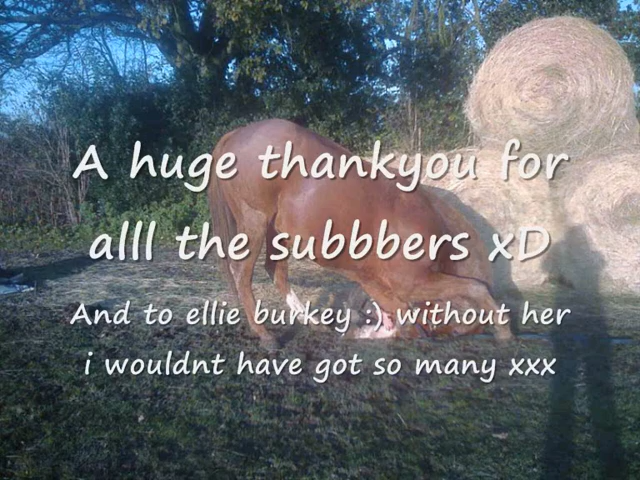 A huge thankyou for
alll the subbbers xD
And to ellie burkey :) without her
i wouldnt have got so many xxx